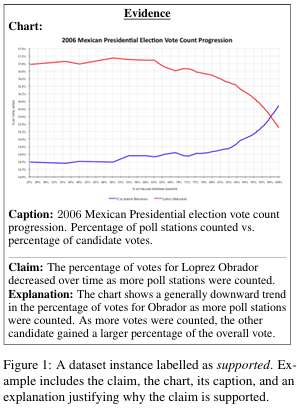 Evidence
Chart:
2006 Mexican Presidential Election Vote Count Progression
Caption: 2006 Mexican Presidential election vote count
progression. Percentage of poll stations counted vs.
percentage of candidate votes.
Claim: The percentage of votes for Loprez Obrador
decreased over time as more poll stations were counted.
Explanation: The chart shows a generally downward trend
in the percentage of votes for Obrador as more poll stations
were counted. As more votes were counted, the other
candidate gained a larger percentage of the overall vote.
Figure 1: A dataset instance labelled as supported. Ex-
ample includes the claim, the chart, its caption, and an
explanation justifying why the claim is supported.